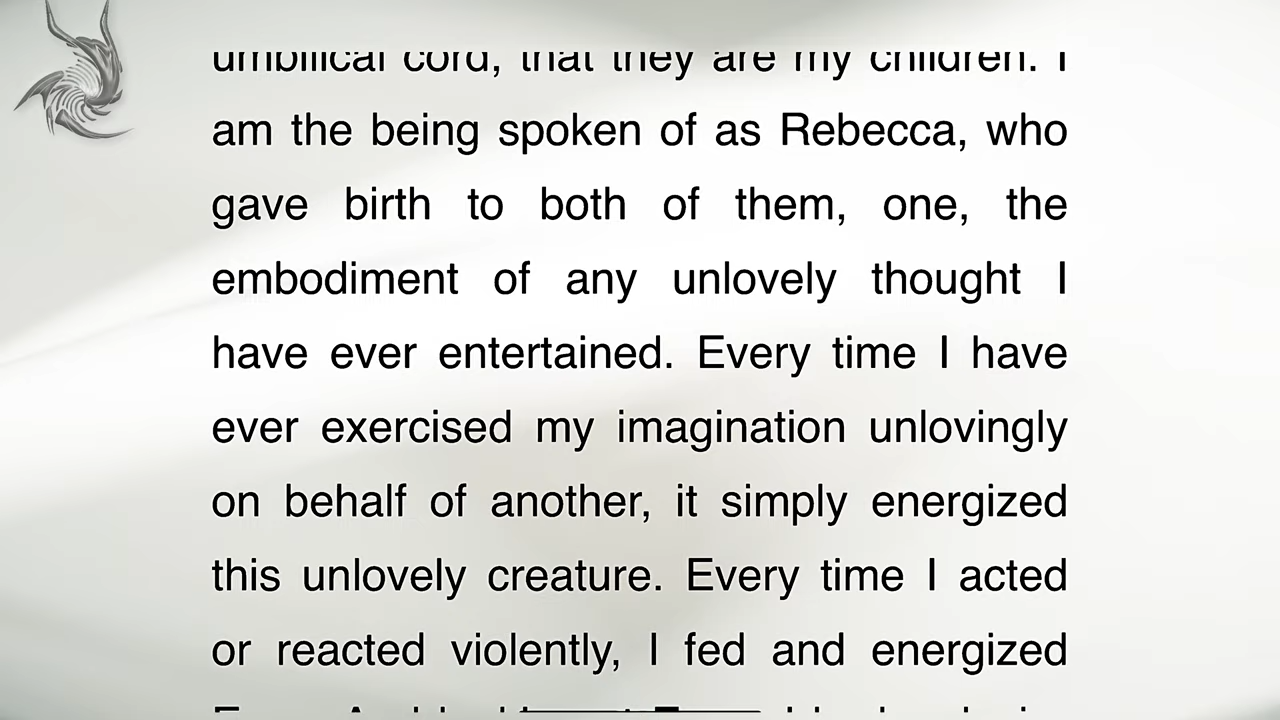 umbilical cord, that they are my children. I
am the being spoken of as Rebecca, who
gave birth to both of them, one, the
embodiment of any unlovely thought I
have ever entertained. Every time I have
ever exercised my imagination unlovingly
on behalf of another, it simply energized
this unlovely creature. Every time I acted
or reacted violently, I fed and energized